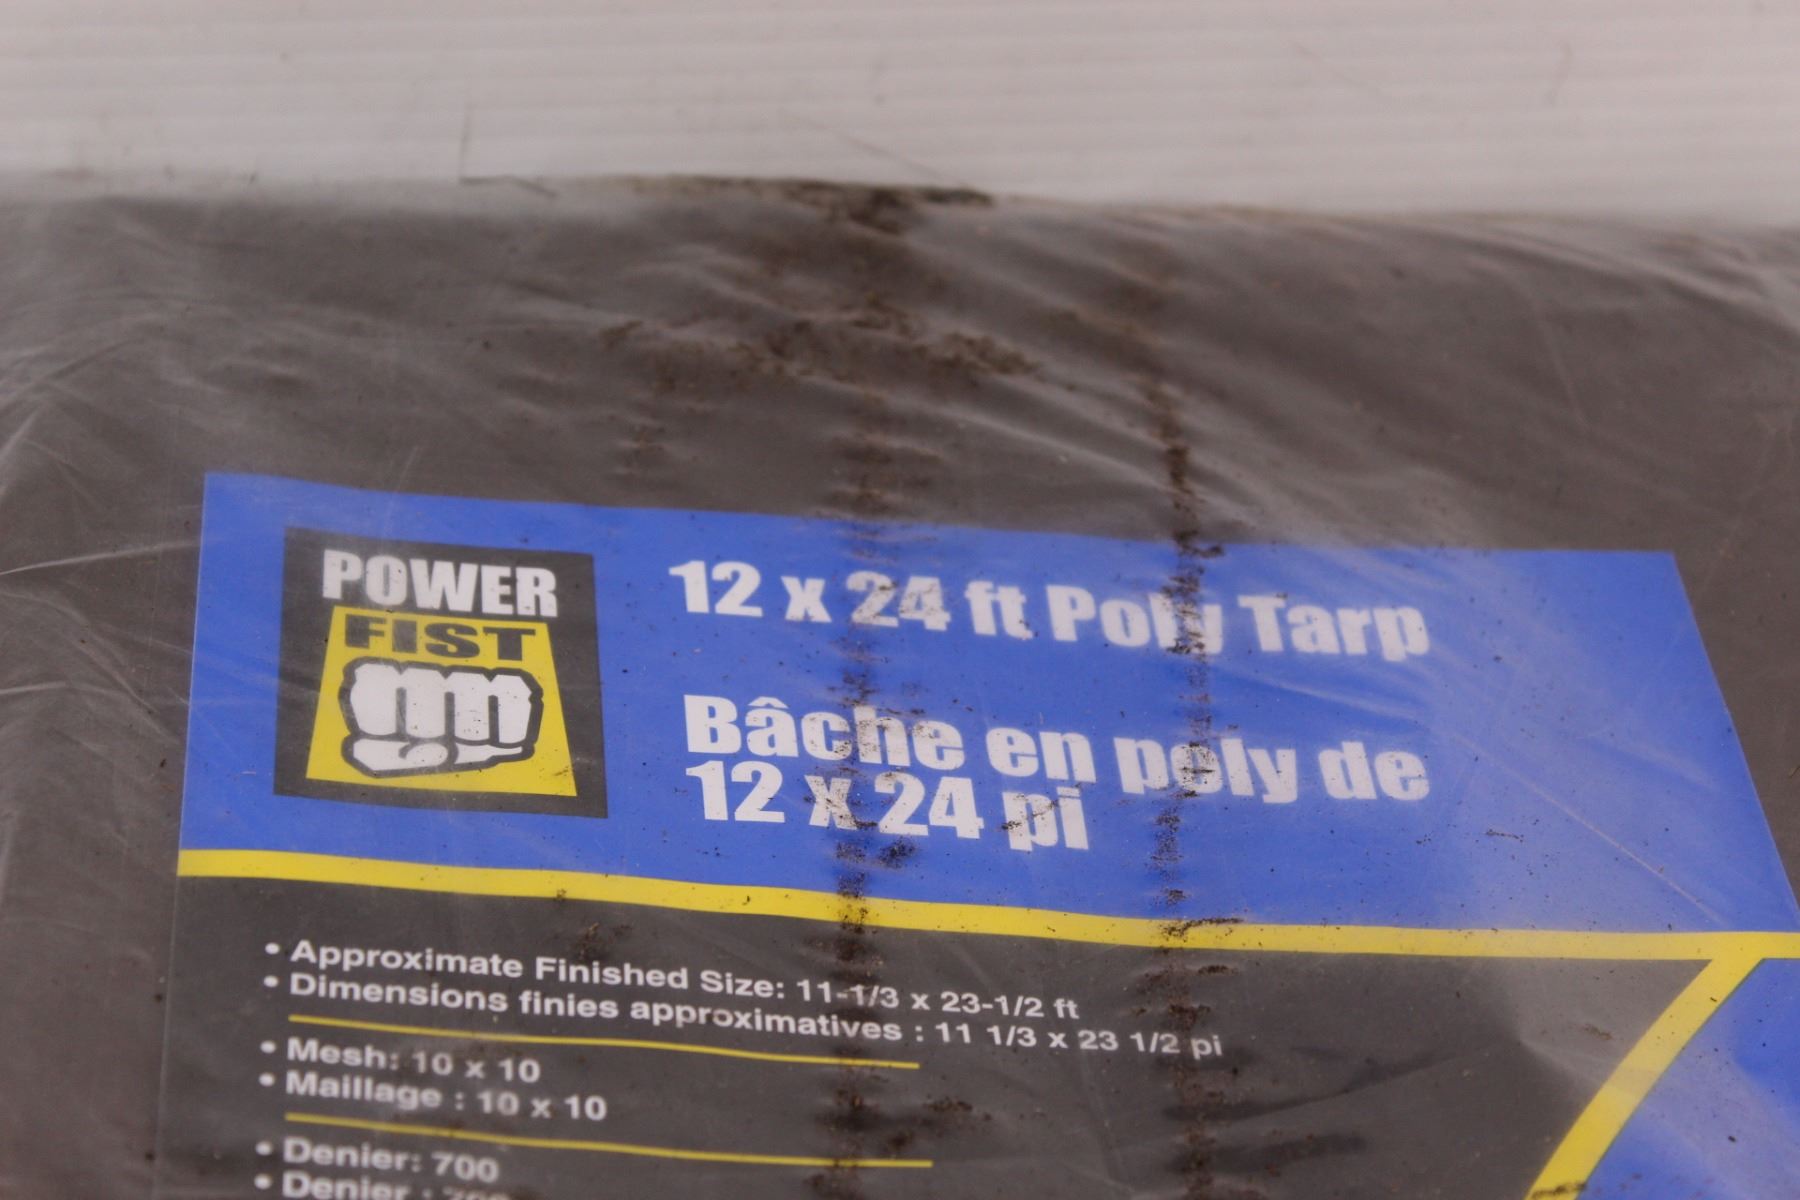 POWER
FIST
12 x 24 ft Poly Tarp
Bâche en poly de
12 x 24 pi
• Approximate Finished Size: 11-1/3 x 23-1/2 ft
• Dimensions finies approximatives : 11 1/3 x 23 1/2 pi
• Mesh: 10 x 10
• Maillage : 10 x 10
• Denier: 700
• Denier : 700